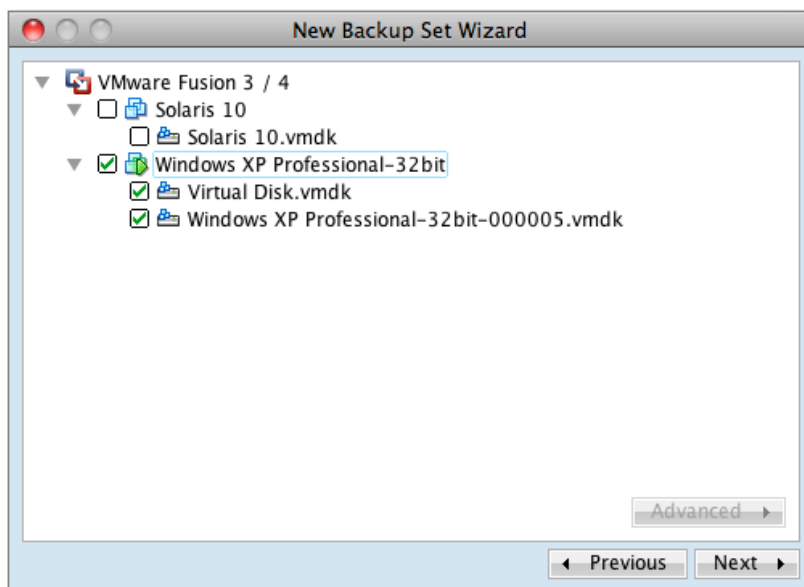 New Backup Set Wizard
VMware Fusion 3 / 4
Solaris 10
Solaris 10.vmdk
Windows XP Professional-32bit
Virtual Disk.vmdk
Windows XP Professional-32bit-000005.vmdk
Advanced
Previous Next